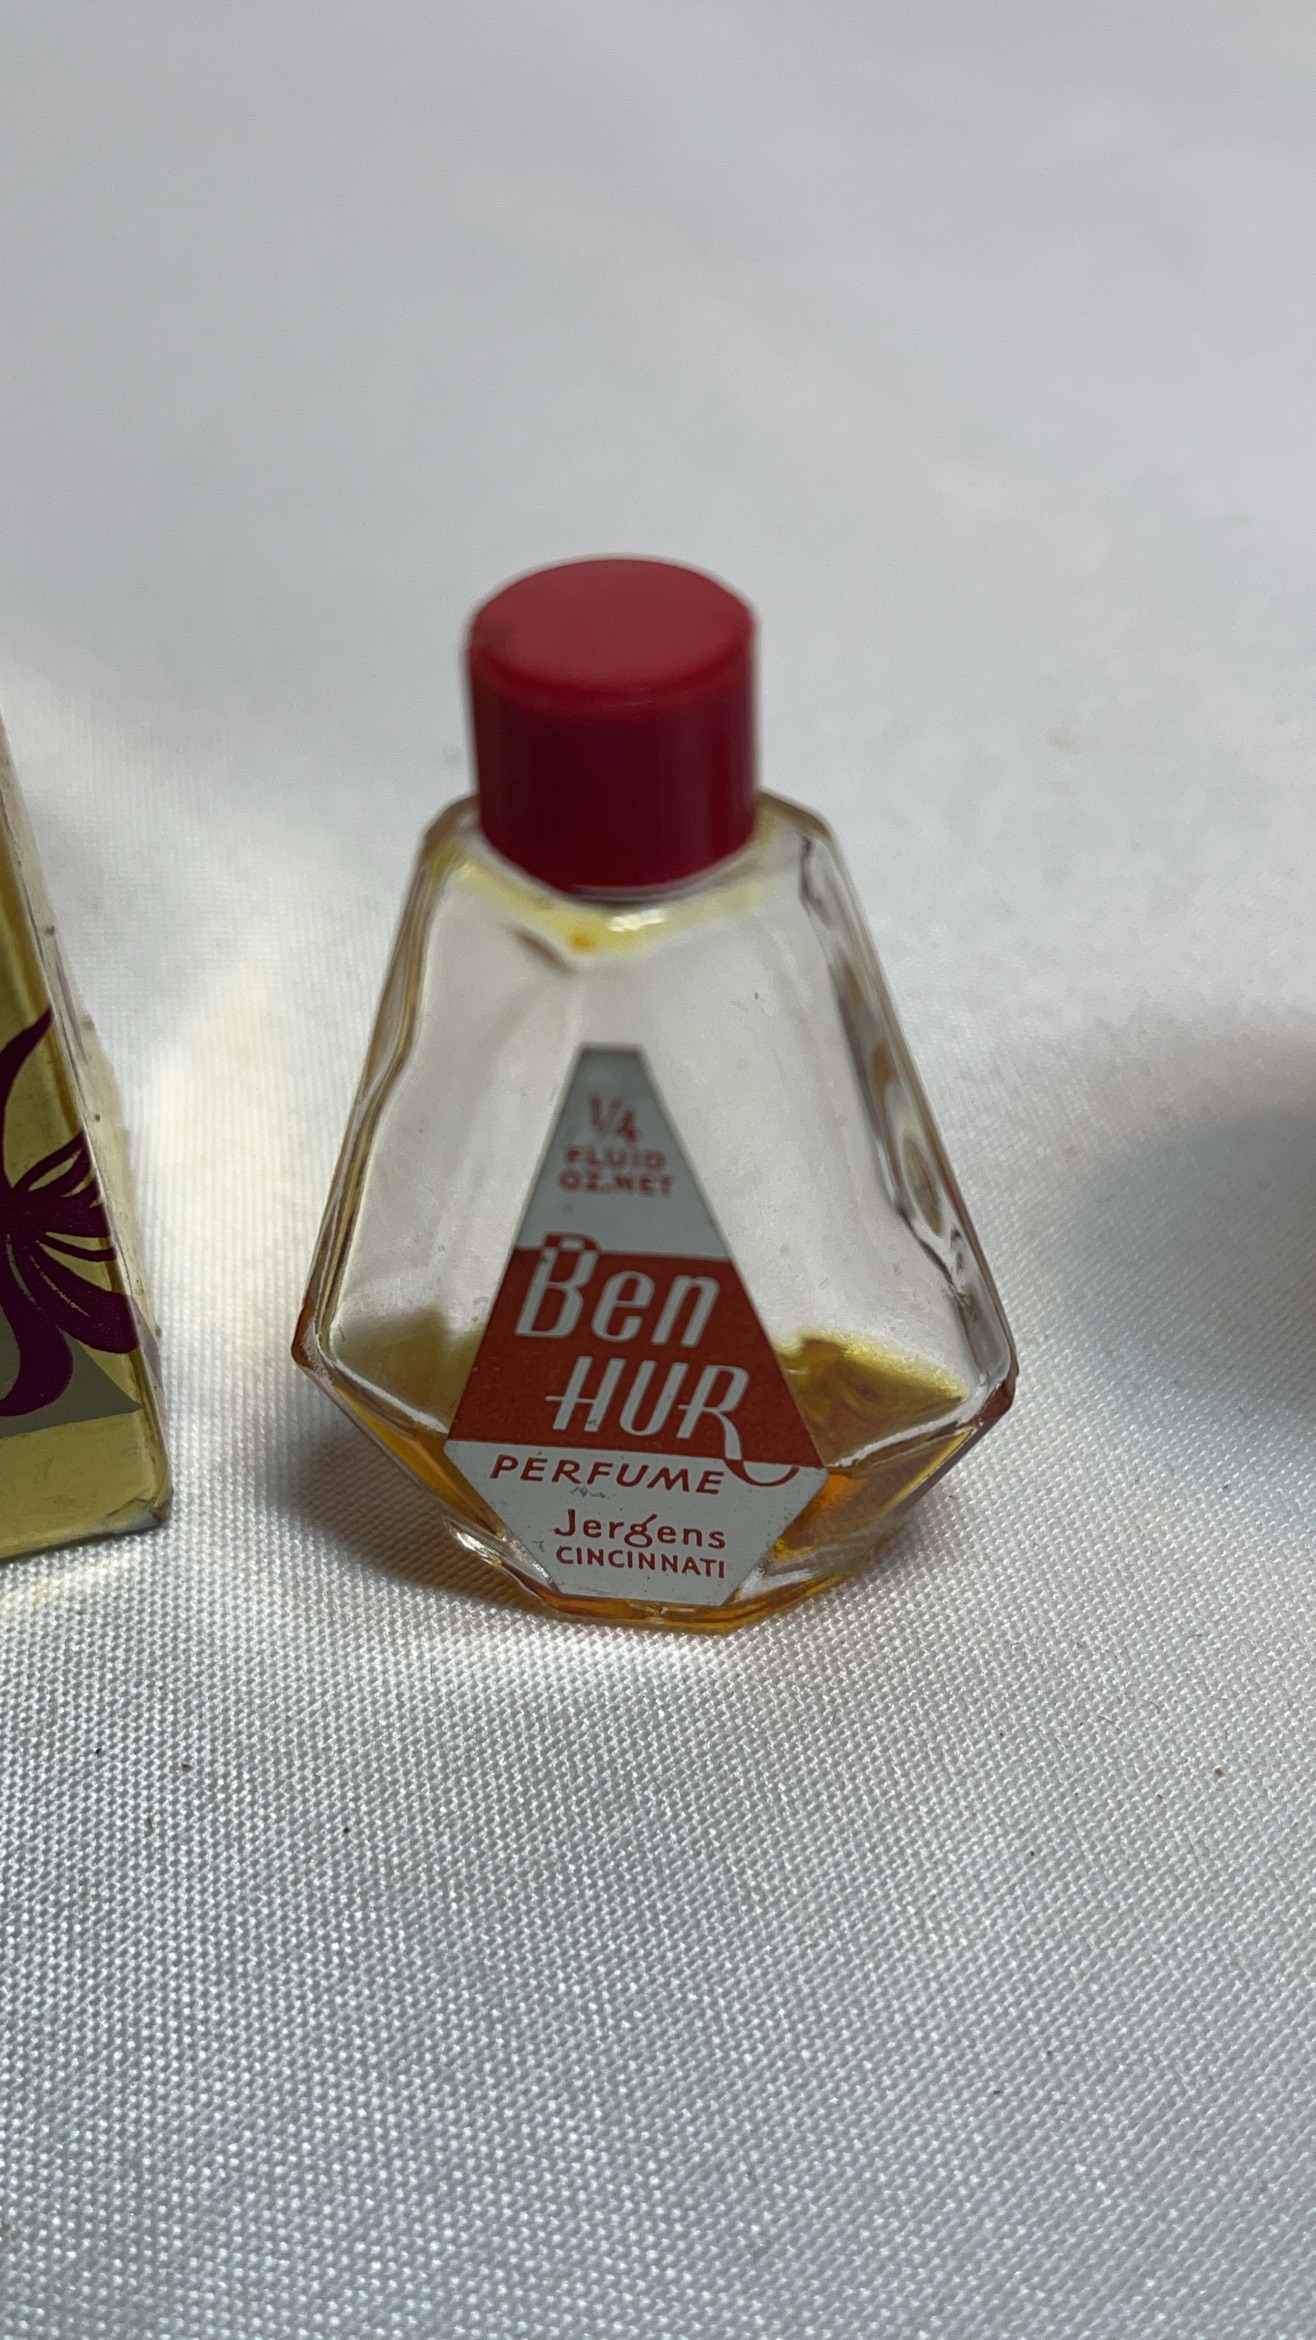 1/4
FLUID
OZ.NET
Ben
HUR
PERFUME
Jergens
CINCINNATI